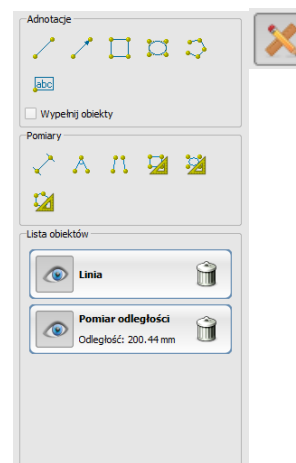 Adnotacje
abc
Wypełnij obiekty
Pomiary
Lista obiektów
Linia
Pomiar odległości
Odległość: 200.44 mm